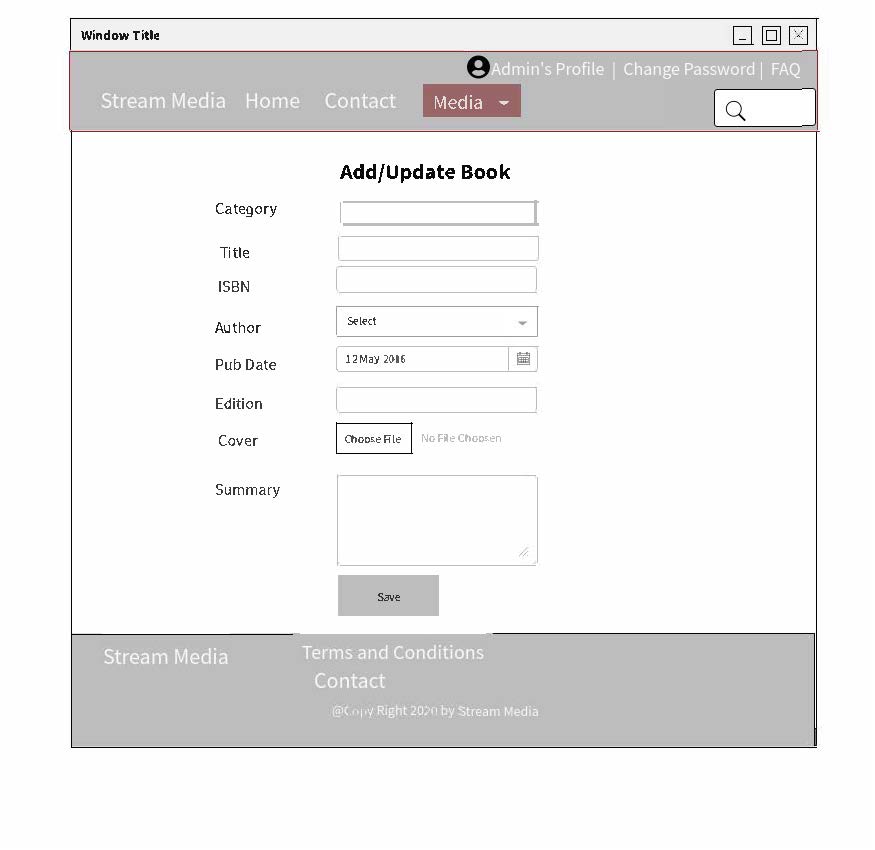 Window Title
Admin's Profile | Change Password | FAQ
Stream Media Home Contact Media
Add/Update Book
Category
Title
ISBN
Author Select
Pub Date 12 May 2016
Edition
Cover Choose File No File Choosen
Summary
Save
Stream Media Terms and Conditions
Contact
@Copy Right 2020 by Stream Media